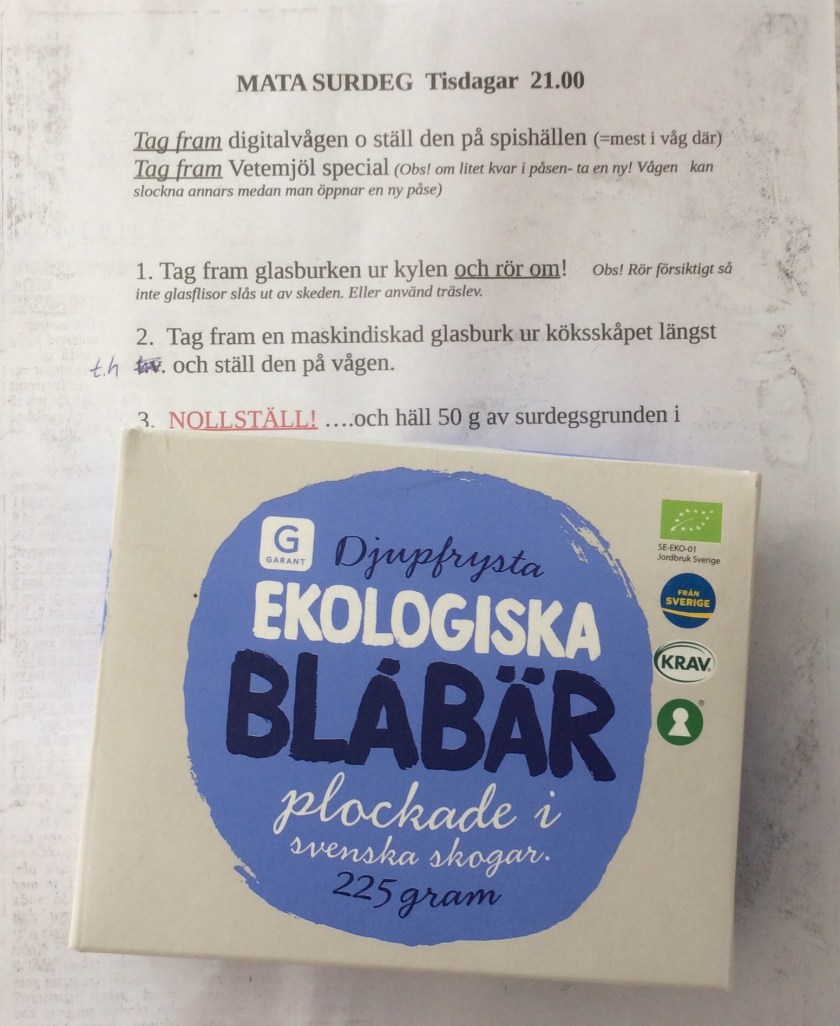 MATA SURDEG Tisdagar 21.00
Tag fram digitalvågen o ställ den på spishällen (=mest i våg där)
Tag fram Vetemjöl special (Obs! om litet kvar i påsen- ta en ny! Vågen kan
slockna annars medan man öppnar en ny påse)
1. Tag fram glasburken ur kylen och rör om! Obs! Rör försiktigt så
inte glasflisor slås ut av skeden. Eller använd träslev.
2. Tag fram en maskindiskad glasburk ur köksskåpet längst
t.h t.v. och ställ den på vågen.
3. NOLLSTÄLL! ….och häll 50 g av surdegsgrunden i
G
GARANT
Djupfrysta
EKOLOGISKA
BLÅBÄR
plockade i
svenska skogar.
225 gram
SE-EKO-01
Jordbruk Sverige
FRÅN
SVERIGE
KRAV
®